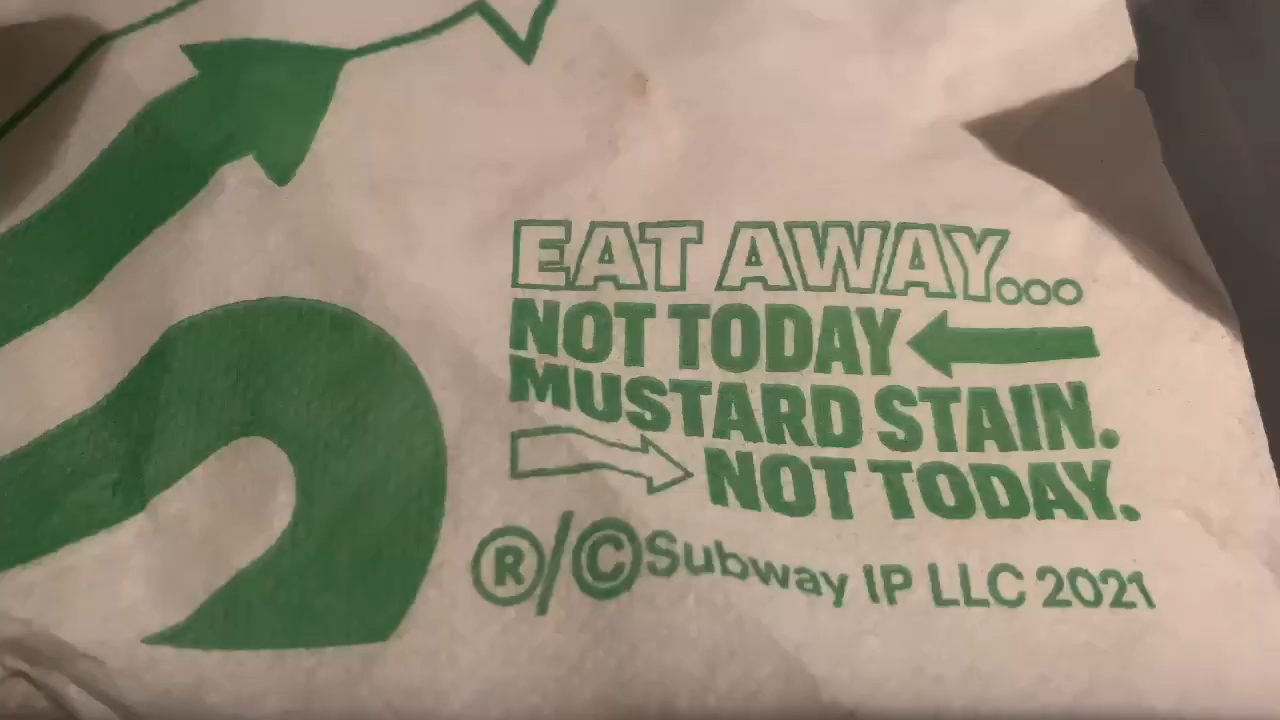 EAT AWAY...
NOT TODAY
MUSTARD STAIN.
NOT TODAY.
®/©Subway IP LLC 2021